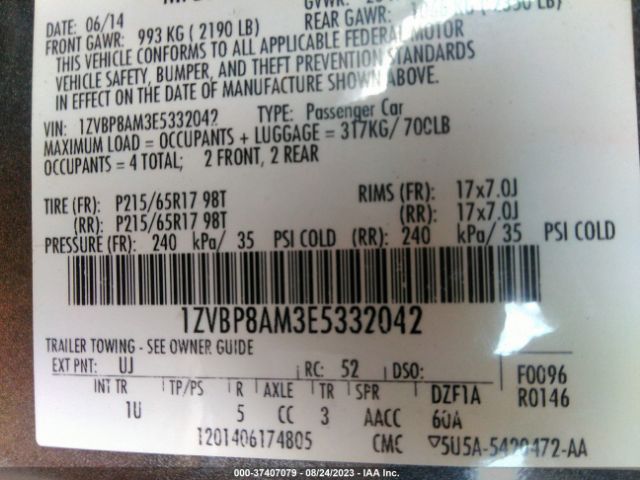 DATE: 06/14
FRONT GAWR: 993 KG ( 2190 LB) REAR GAWR:
THIS VEHICLE CONFORMS TO ALL APPLICABLE FEDERAL MOTOR
VEHICLE SAFETY, BUMPER, AND THEFT PREVENTION STANDARDS
IN EFFECT ON THE DATE OF MANUFACTURE SHOWN ABOVE.
VIN: 1ZVBP8AM3E5332042 TYPE: Passenger Car
MAXIMUM LOAD = OCCUPANTS + LUGGAGE = 317KG/ 700LB
OCCUPANTS = 4 TOTAL; 2 FRONT, 2 REAR
TIRE (FR): P215/65R17 98T RIMS (FR): 17x7.0J
(RR): P215/65R17 98T (RR): 17x7.0J
PRESSURE (FR): 240 kPa/ 35 PSI COLD (RR): 240 kPa/ 35 PSI COLD
1ZVBP8AM3E5332042
TRAILER TOWING - SEE OWNER GUIDE
EXT PNT: UJ RC: 52 DSO: F0096
INT TR TP/PS R AXLE TR SPR DZF1A R0146
1U 5 CC 3 AACC 60A
1201406174805 CMC ▽5U5A-5420472-AA
000-37407079 - 08/24/2023 - IAA Inc.